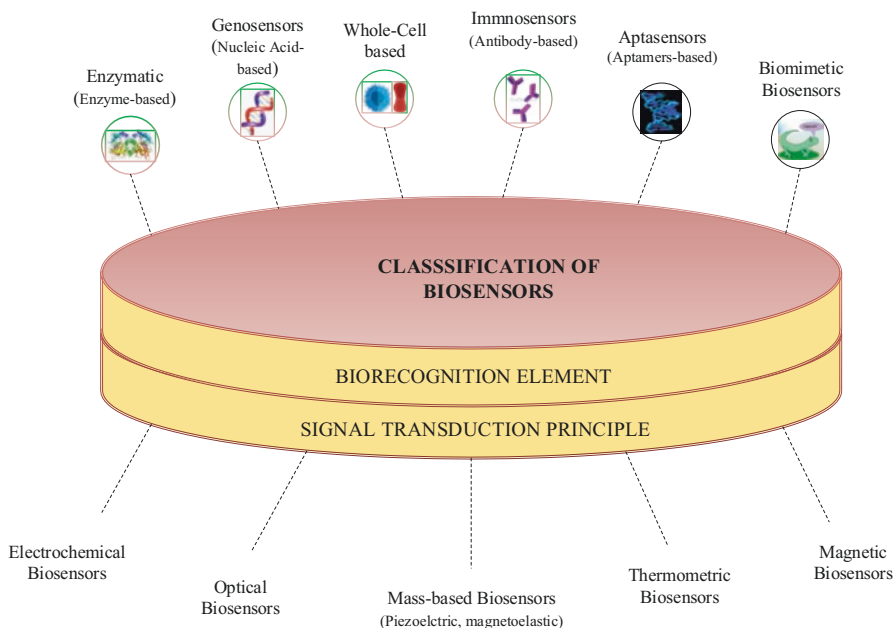 Enzymatic
(Enzyme-based)
Genosensors
(Nucleic Acid-
based)
Whole-Cell
based
Immnosensors
(Antibody-based)
Aptasensors
(Aptamers-based)
Biomimetic
Biosensors
CLASSSIFICATION OF
BIOSENSORS
BIORECOGNITION ELEMENT
SIGNAL TRANSDUCTION PRINCIPLE
Electrochemical
Biosensors
Optical
Biosensors
Mass-based Biosensors
(Piezoelctric, magnetoelastic)
Thermometric
Biosensors
Magnetic
Biosensors